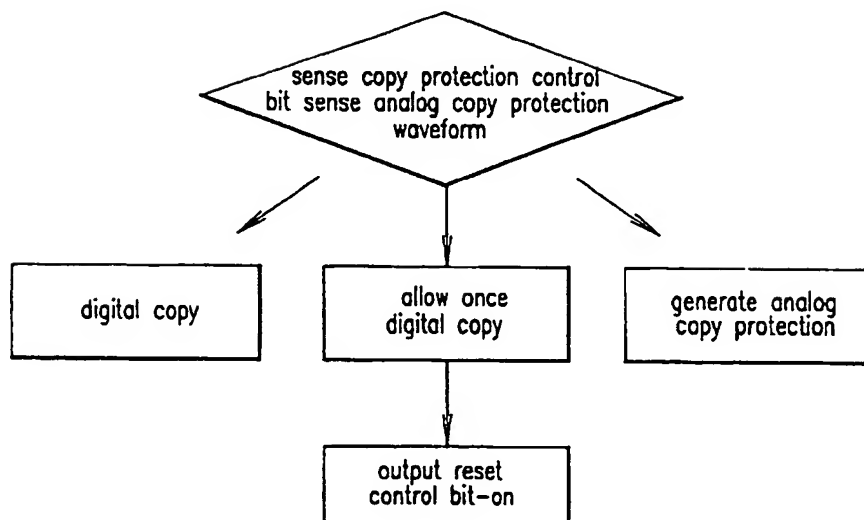 sense copy protection control
bit sense analog copy protection
waveform
digital copy
allow once
digital copy
generate analog
copy protection
output reset
control bit-on